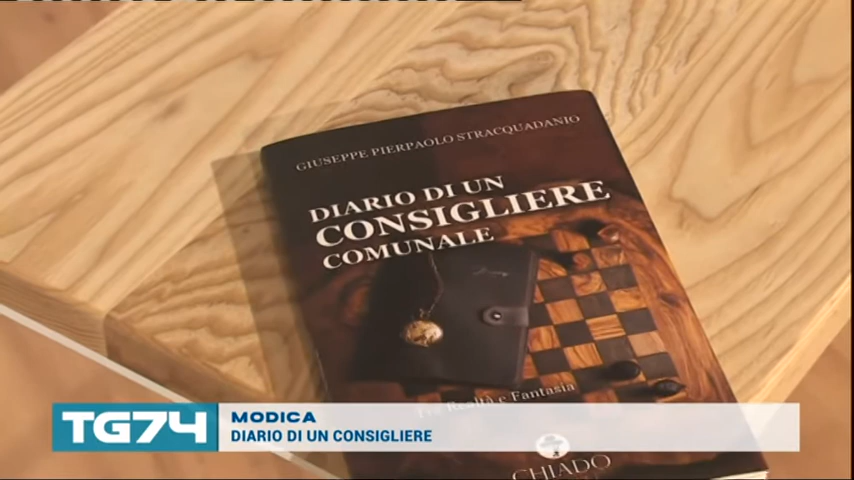 GIUSEPPE PIERPAOLO STRACQUADANIO
DIARIO DI UN
CONSIGLIERE
COMUNALE
Tra Realtà e Fantasia
CHIADO
TG74
MODICA
DIARIO DI UN CONSIGLIERE